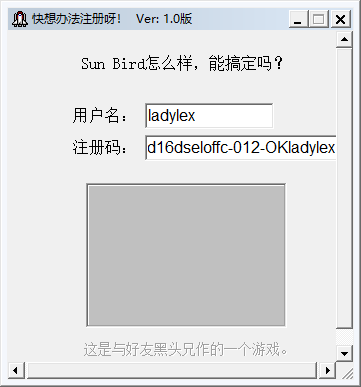 快想办法注册呀! Ver: 1.0版
Sun Bird怎么样，能搞定吗？
用户名： ladylex
注册码： d16dseloffc-012-OKladylex
这是与好友黑头兄作的一个游戏。